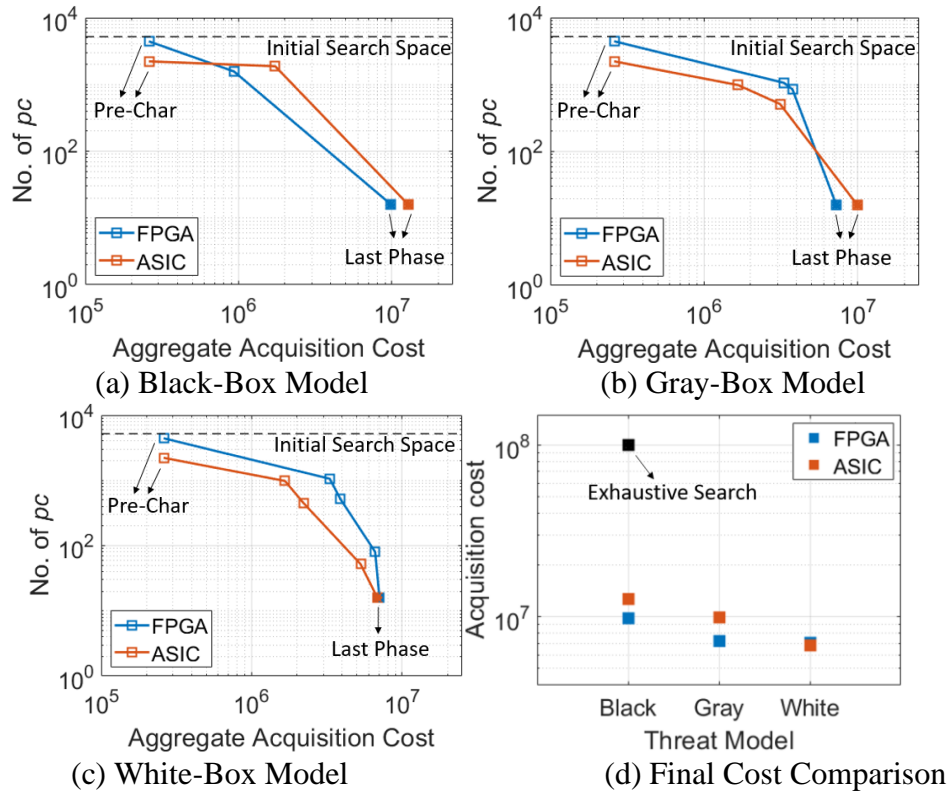 10^4
Initial Search Space
Pre-Char
10^2
No. of pc
FPGA
ASIC
Last Phase
10^0
10^5
10^6
10^7
Aggregate Acquisition Cost
(a) Black-Box Model
10^4
Initial Search Space
Pre-Char
10^2
No. of pc
FPGA
ASIC
Last Phase
10^0
10^5
10^6
10^7
Aggregate Acquisition Cost
(b) Gray-Box Model
10^4
Initial Search Space
Pre-Char
10^2
No. of pc
FPGA
ASIC
Last Phase
10^0
10^5
10^6
10^7
Aggregate Acquisition Cost
(c) White-Box Model
10^8
FPGA
ASIC
Exhaustive Search
Acquisition cost
10^7
Black
Gray
White
Threat Model
(d) Final Cost Comparison